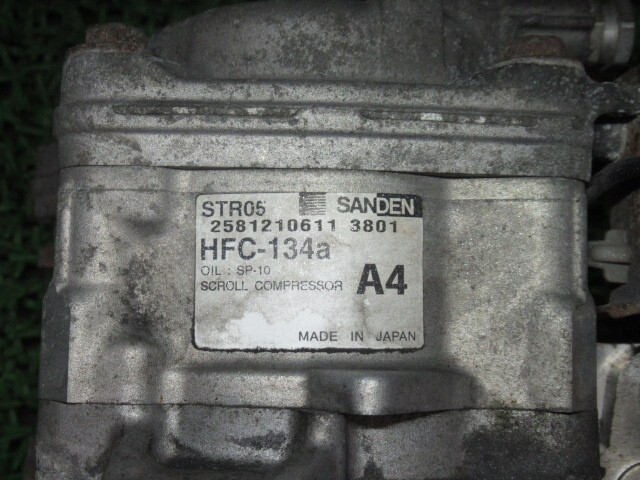 STR05 SANDEN
2581210611 3801
HFC-134a
OIL : SP-10
SCROLL COMPRESSOR A4
MADE IN JAPAN